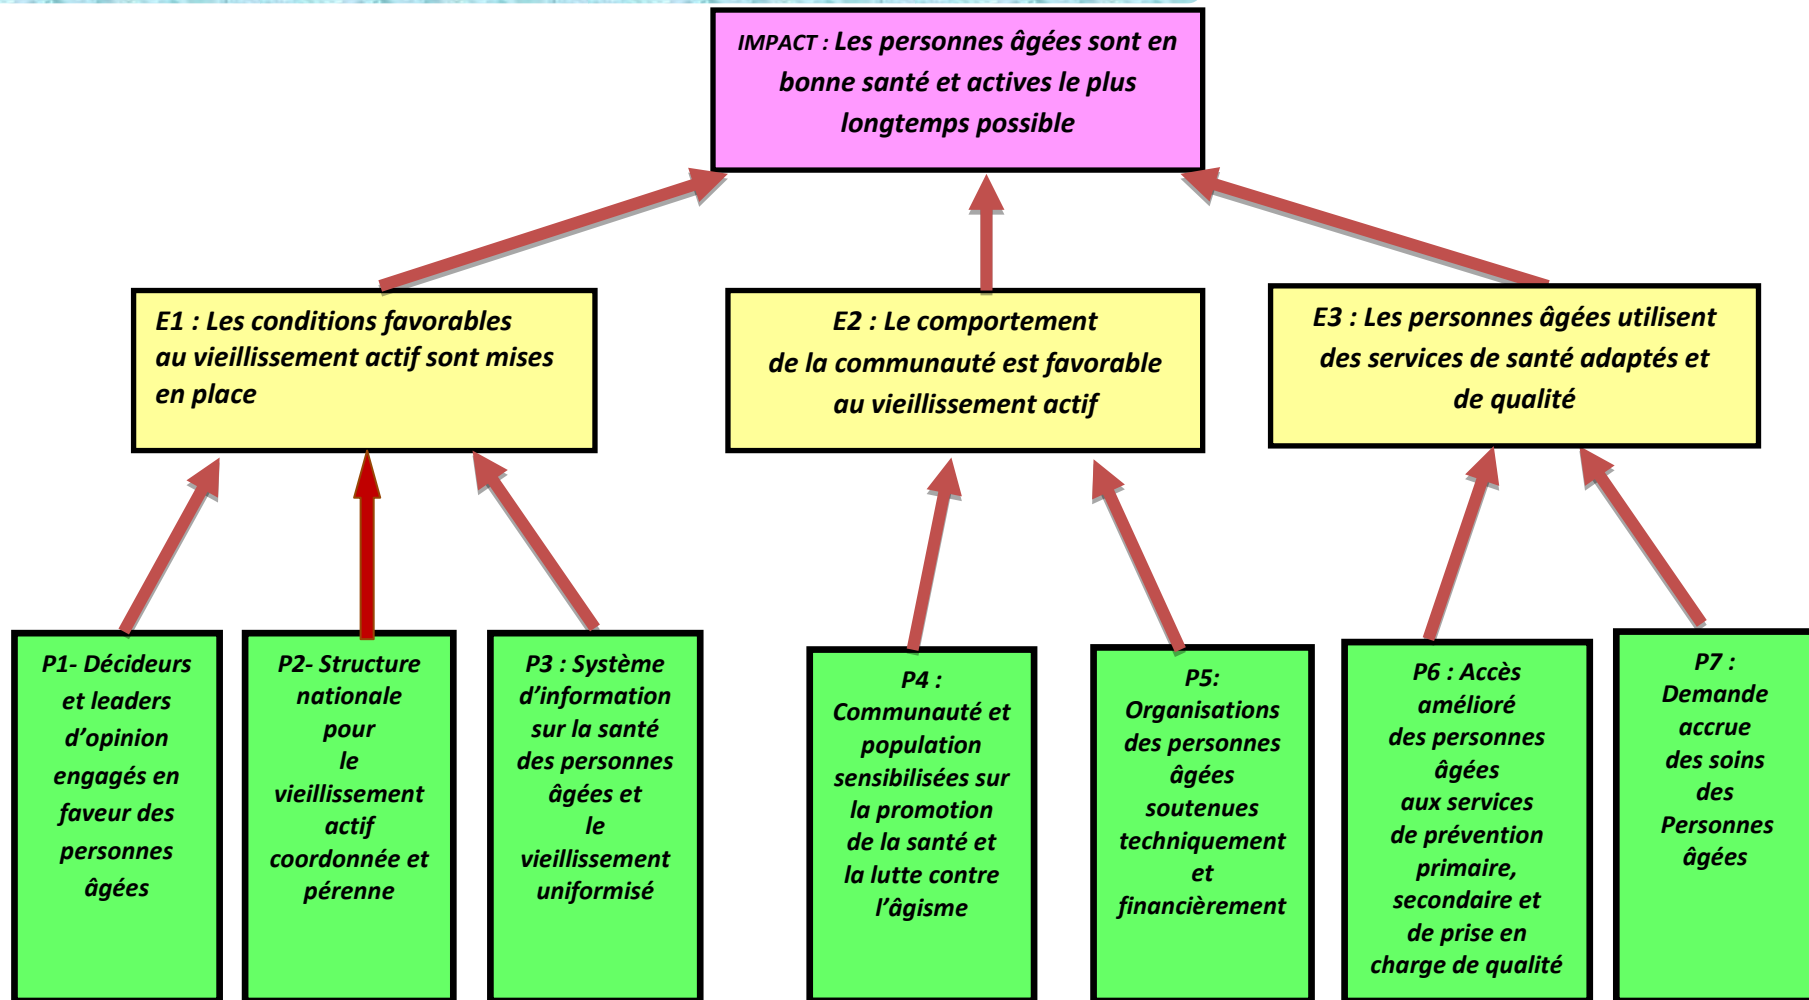 IMPACT : Les personnes âgées sont en
bonne santé et actives le plus
longtemps possible
E1 : Les conditions favorables
au vieillissement actif sont mises
en place
E2 : Le comportement
de la communauté est favorable
au vieillissement actif
E3 : Les personnes âgées utilisent
des services de santé adaptés et
de qualité
P1- Décideurs
et leaders
d’opinion
engagés en
faveur des
personnes
âgées
P2- Structure
nationale
pour
le
vieillissement
actif
coordonnée et
pérenne
P3 : Système
d’information
sur la santé
des personnes
âgées et
le
vieillissement
uniformisé
P4 :
Communauté et
population
sensibilisées sur
la promotion
de la santé et
la lutte contre
l’âgisme
P5:
Organisations
des personnes
âgées
soutenues
techniquement
et
financièrement
P6 : Accès
amélioré
des personnes
âgées
aux services
de prévention
primaire,
secondaire et
de prise en
charge de qualité
P7 :
Demande
accrue
des soins
des
Personnes
âgées